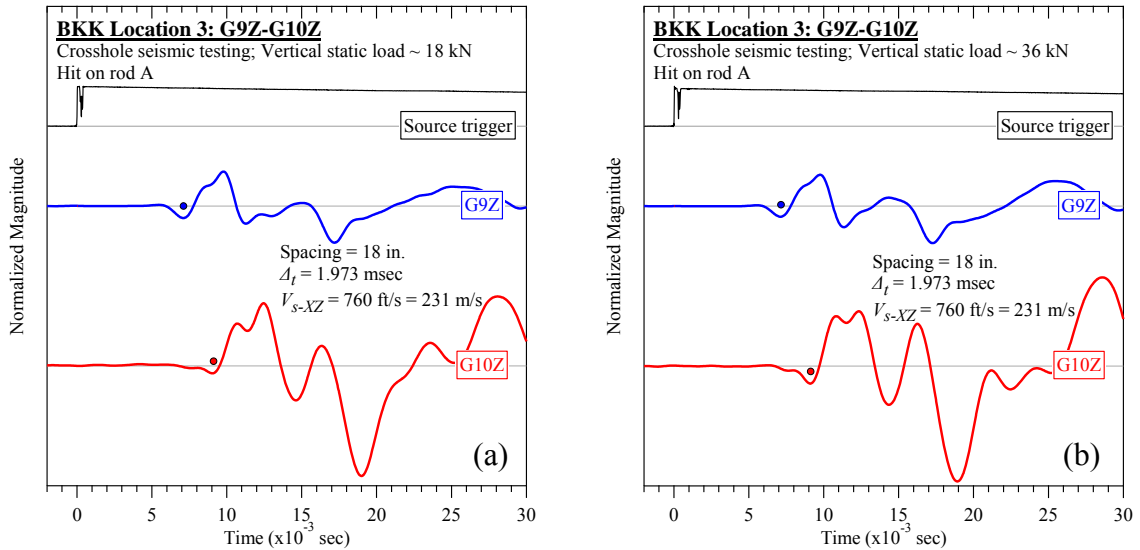 BKK Location 3: G9Z-G10Z
Crosshole seismic testing; Vertical static load ~ 18 kN
Hit on rod A
Source trigger
G9Z
Spacing = 18 in.
Δt = 1.973 msec
Vs-XZ = 760 ft/s = 231 m/s
G10Z
(a)
Normalized Magnitude
0 5 10 15 20 25 30
Time (x10-3 sec)
BKK Location 3: G9Z-G10Z
Crosshole seismic testing; Vertical static load ~ 36 kN
Hit on rod A
Source trigger
G9Z
Spacing = 18 in.
Δt = 1.973 msec
Vs-XZ = 760 ft/s = 231 m/s
G10Z
(b)
Normalized Magnitude
0 5 10 15 20 25 30
Time (x10-3 sec)